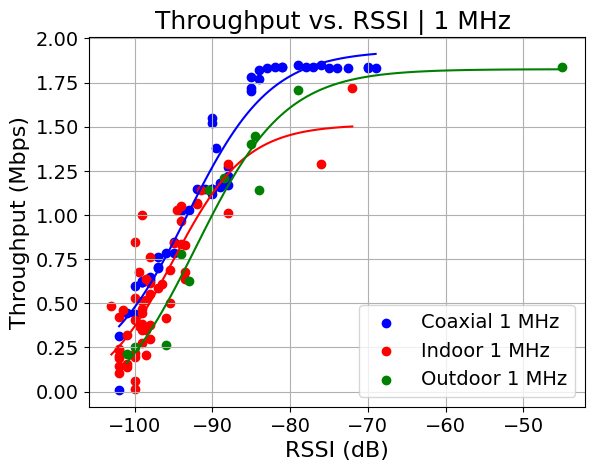 Throughput vs. RSSI | 1 MHz
Throughput (Mbps)
2.00
1.75
1.50
1.25
1.00
0.75
0.50
0.25
0.00
Coaxial 1 MHz
Indoor 1 MHz
Outdoor 1 MHz
−100 −90 −80 −70 −60 −50
RSSI (dB)